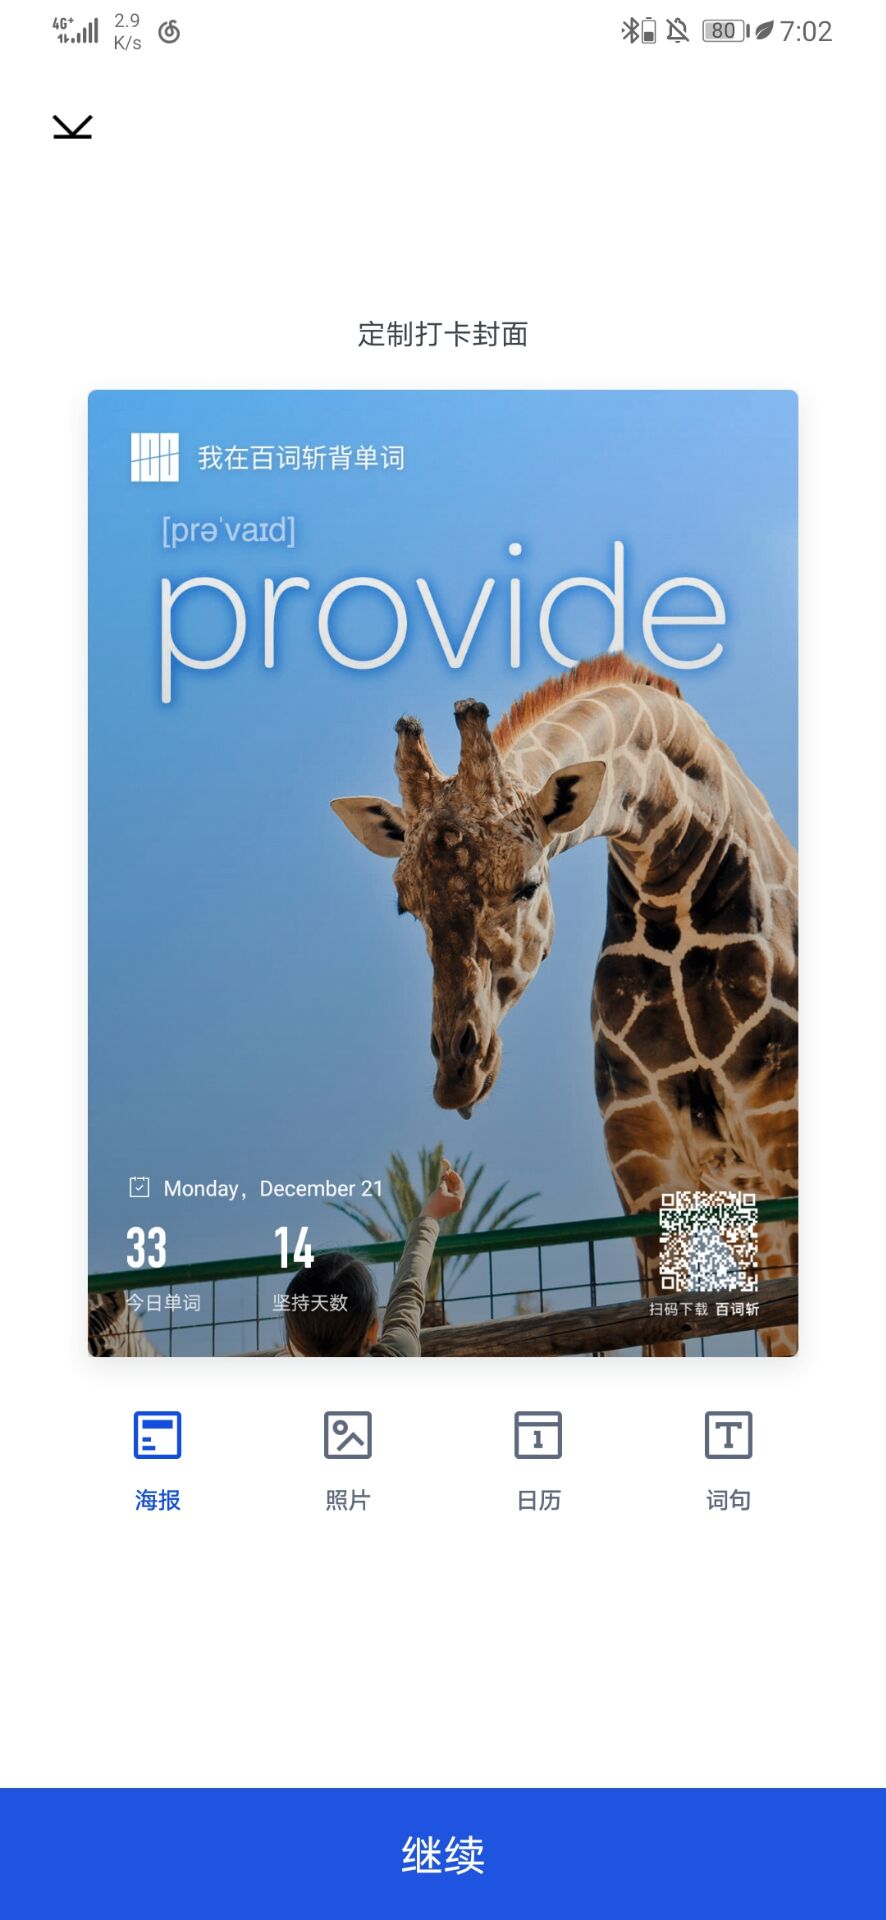 4G+
2.9
K/s
80
7:02
定制打卡封面
我在百词斩背单词
[prəˈvaɪd]
provide
Monday，December 21
33
14
今日单词
坚持天数
扫码下载 百词斩
海报
照片
1
日历
T
词句
继续